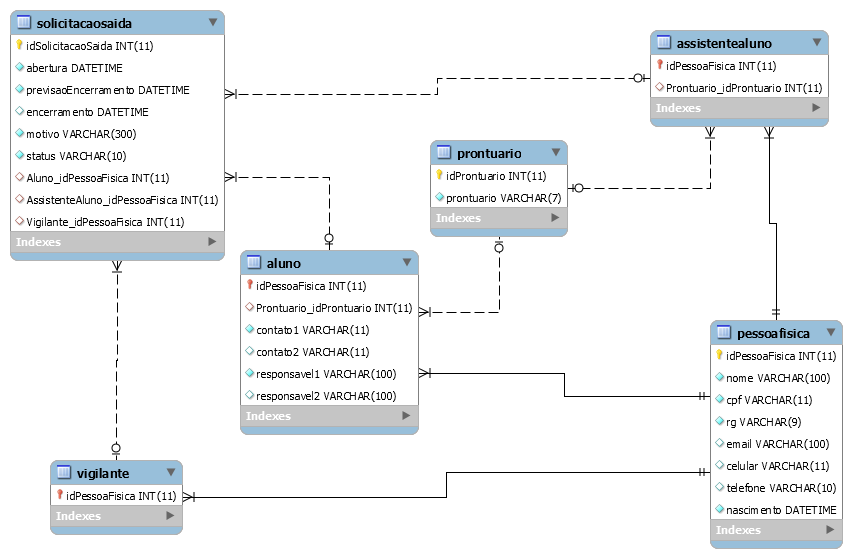 solicitacaosaida
idSolicitacaoSaida INT(11)
abertura DATETIME
previsaoEncerramento DATETIME
encerramento DATETIME
motivo VARCHAR(300)
status VARCHAR(10)
Aluno_idPessoaFisica INT(11)
AssistenteAluno_idPessoaFisica INT(11)
Vigilante_idPessoaFisica INT(11)
Indexes
assistentealuno
idPessoaFisica INT(11)
Prontuario_idProntuario INT(11)
Indexes
prontuario
idProntuario INT(11)
prontuario VARCHAR(7)
Indexes
aluno
idPessoaFisica INT(11)
Prontuario_idProntuario INT(11)
contato1 VARCHAR(11)
contato2 VARCHAR(11)
responsavel1 VARCHAR(100)
responsavel2 VARCHAR(100)
Indexes
pessoafisica
idPessoaFisica INT(11)
nome VARCHAR(100)
cpf VARCHAR(11)
rg VARCHAR(9)
email VARCHAR(100)
celular VARCHAR(11)
telefone VARCHAR(10)
nascimento DATETIME
Indexes
vigilante
idPessoaFisica INT(11)
Indexes